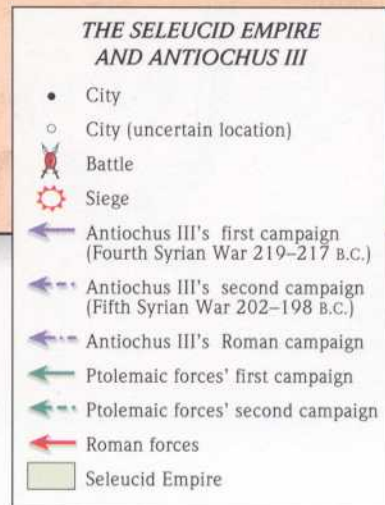 THE SELEUCID EMPIRE
AND ANTIOCHUS III
City
City (uncertain location)
Battle
Siege
Antiochus III's first campaign
(Fourth Syrian War 219–217 B.C.)
Antiochus III's second campaign
(Fifth Syrian War 202–198 B.C.)
Antiochus III's Roman campaign
Ptolemaic forces' first campaign
Ptolemaic forces' second campaign
Roman forces
Seleucid Empire